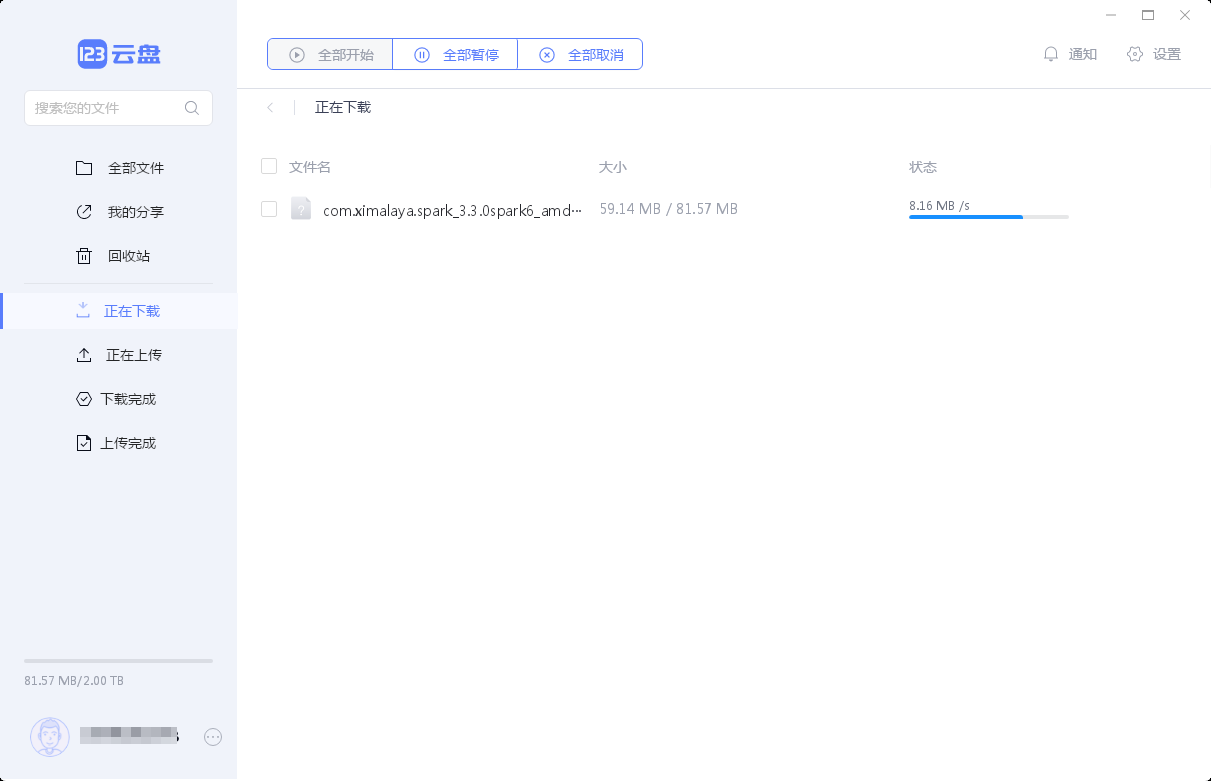 123云盘
搜索您的文件
全部文件
我的分享
回收站
正在下载
正在上传
下载完成
上传完成
81.57 MB/2.00 TB
全部开始 全部暂停 全部取消
通知 设置
正在下载
文件名 大小 状态
com.ximalaya.spark_3.3.0spark6_amd··· 59.14 MB / 81.57 MB 8.16 MB /s